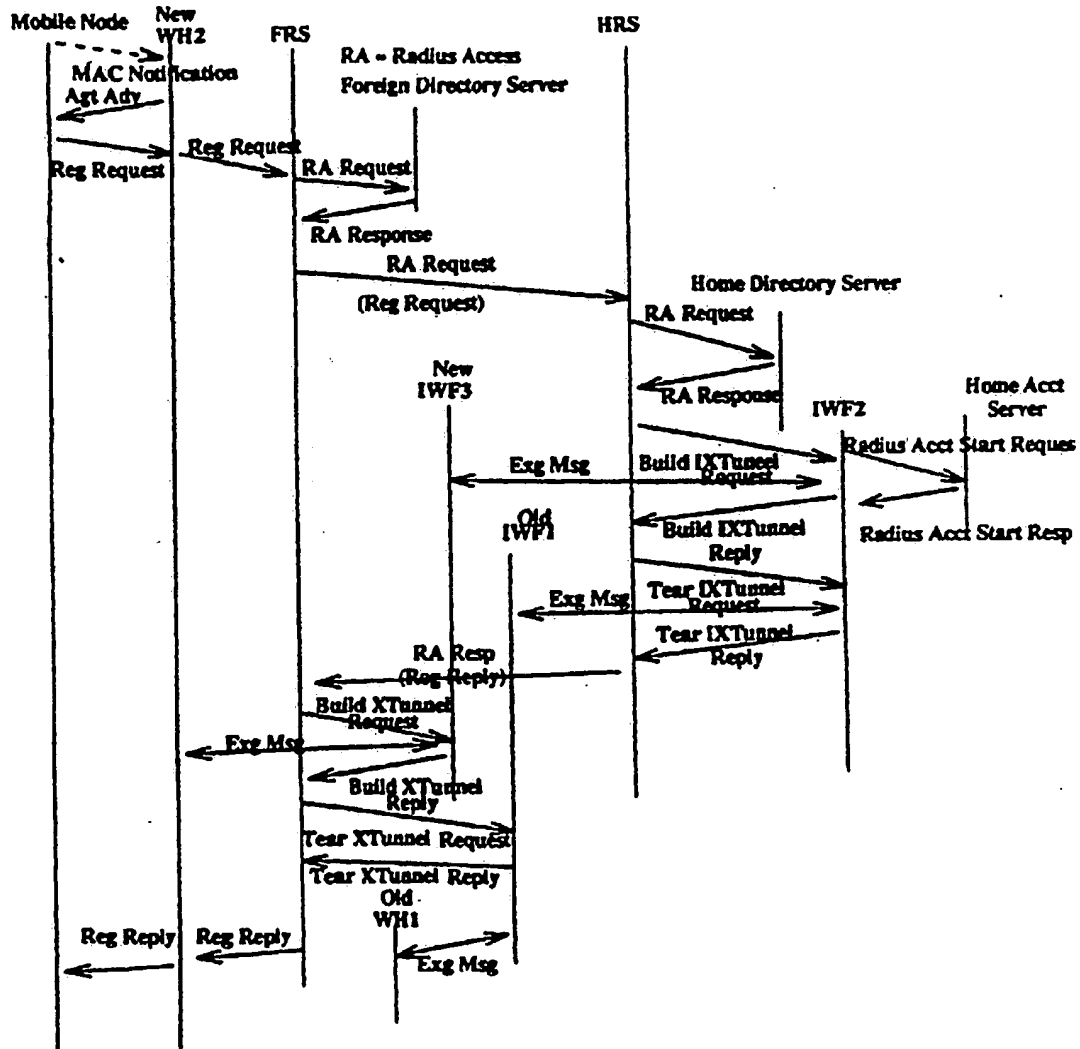 Mobile Node
New
WH2
FRS
HRS
RA - Radius Access
Foreign Directory Server
MAC Notification
Agt Adv
Reg Request
Reg Request
RA Request
RA Response
RA Request
(Reg Request)
Home Directory Server
RA Request
RA Response
New
IWF3
IWF2
Home Acct
Server
Radius Acct Start Reques
Exg Msg
Build IXTuneel
Request
Old
IWF1
Build IXTunnel
Reply
Radius Acct Start Resp
Exg Msg
Tear IXTunnel
Request
Tear IXTunnel
Reply
RA Resp
(Reg Reply)
Build XTunnel
Request
Exg Msg
Build XTunnel
Reply
Tear XTunnel Request
Tear XTunnel Reply
Old
WH1
Reg Reply
Reg Reply
Exg Msg